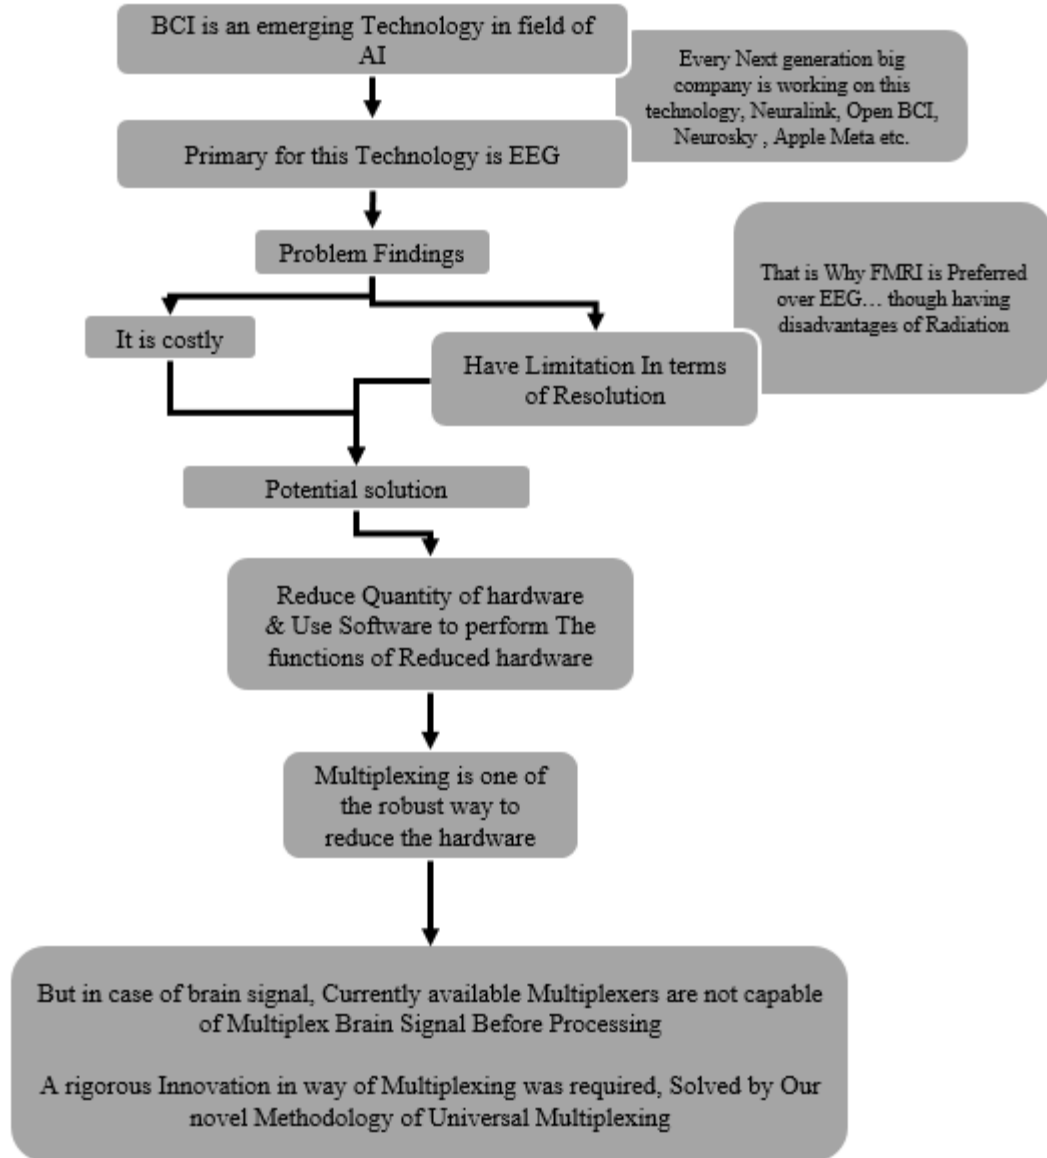 BCI is an emerging Technology in field of
AI
Every Next generation big
company is working on this
technology, Neuralink, Open BCI,
Neurosky , Apple Meta etc.
Primary for this Technology is EEG
Problem Findings
That is Why FMRI is Preferred
over EEG... though having
disadvantages of Radiation
It is costly
Have Limitation In terms
of Resolution
Potential solution
Reduce Quantity of hardware
& Use Software to perform The
functions of Reduced hardware
Multiplexing is one of
the robust way to
reduce the hardware
But in case of brain signal, Currently available Multiplexers are not capable
of Multiplex Brain Signal Before Processing
A rigorous Innovation in way of Multiplexing was required, Solved by Our
novel Methodology of Universal Multiplexing